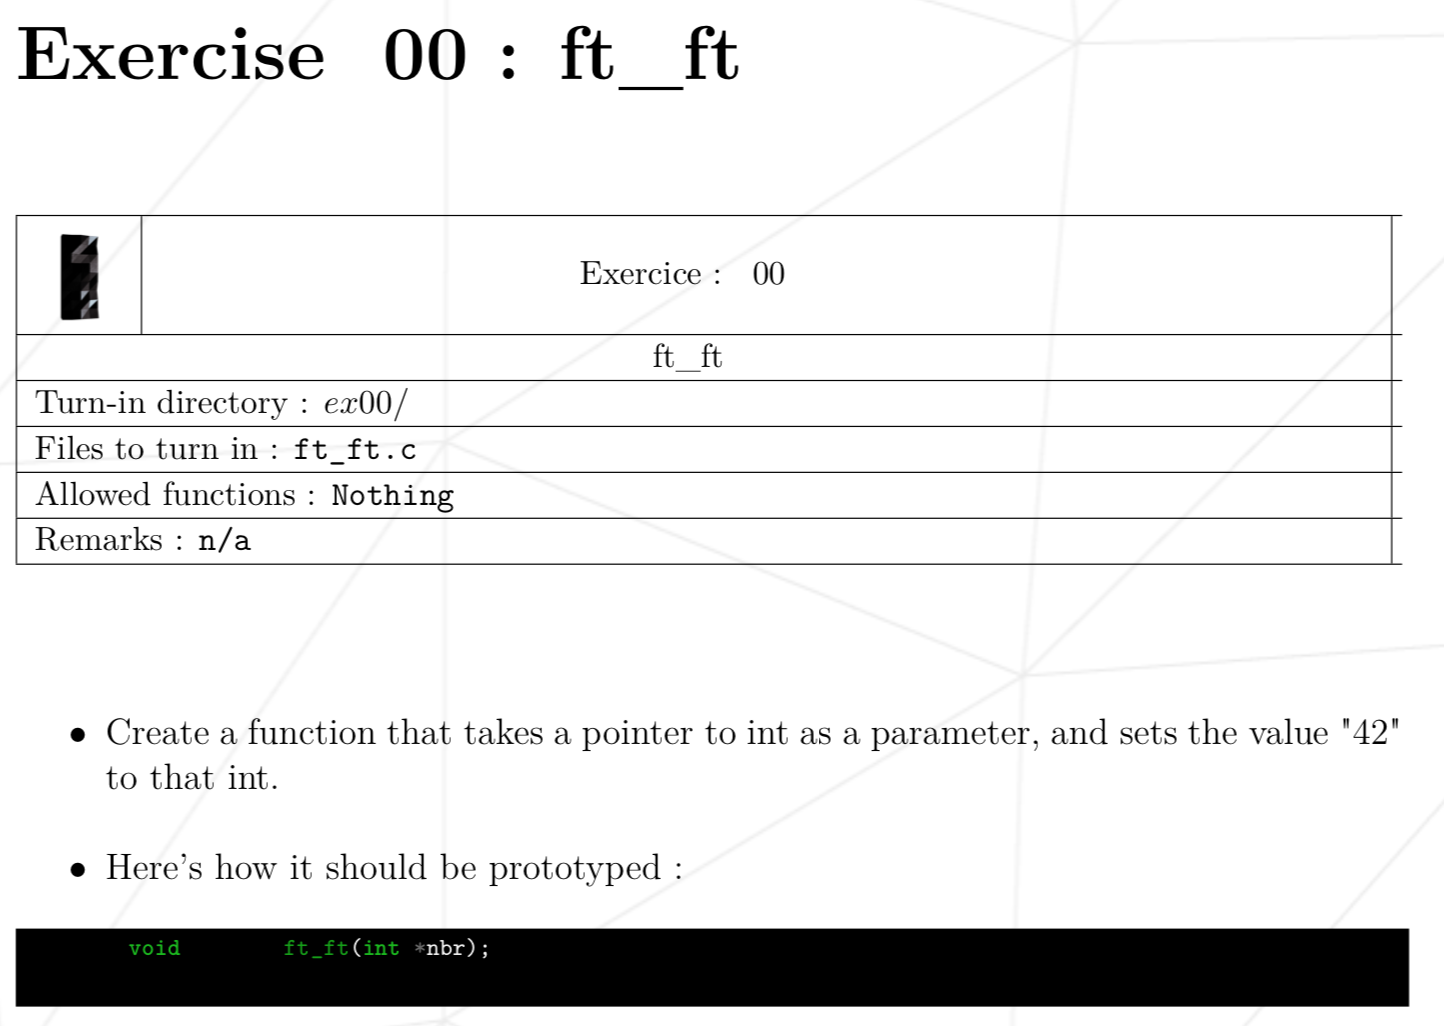 Exercise 00 : ft_ft
Exercice : 00
ft_ft
Turn-in directory : ex00/
Files to turn in : ft_ft.c
Allowed functions : Nothing
Remarks : n/a
• Create a function that takes a pointer to int as a parameter, and sets the value "42"
to that int.
• Here's how it should be prototyped :
void ft_ft(int *nbr);